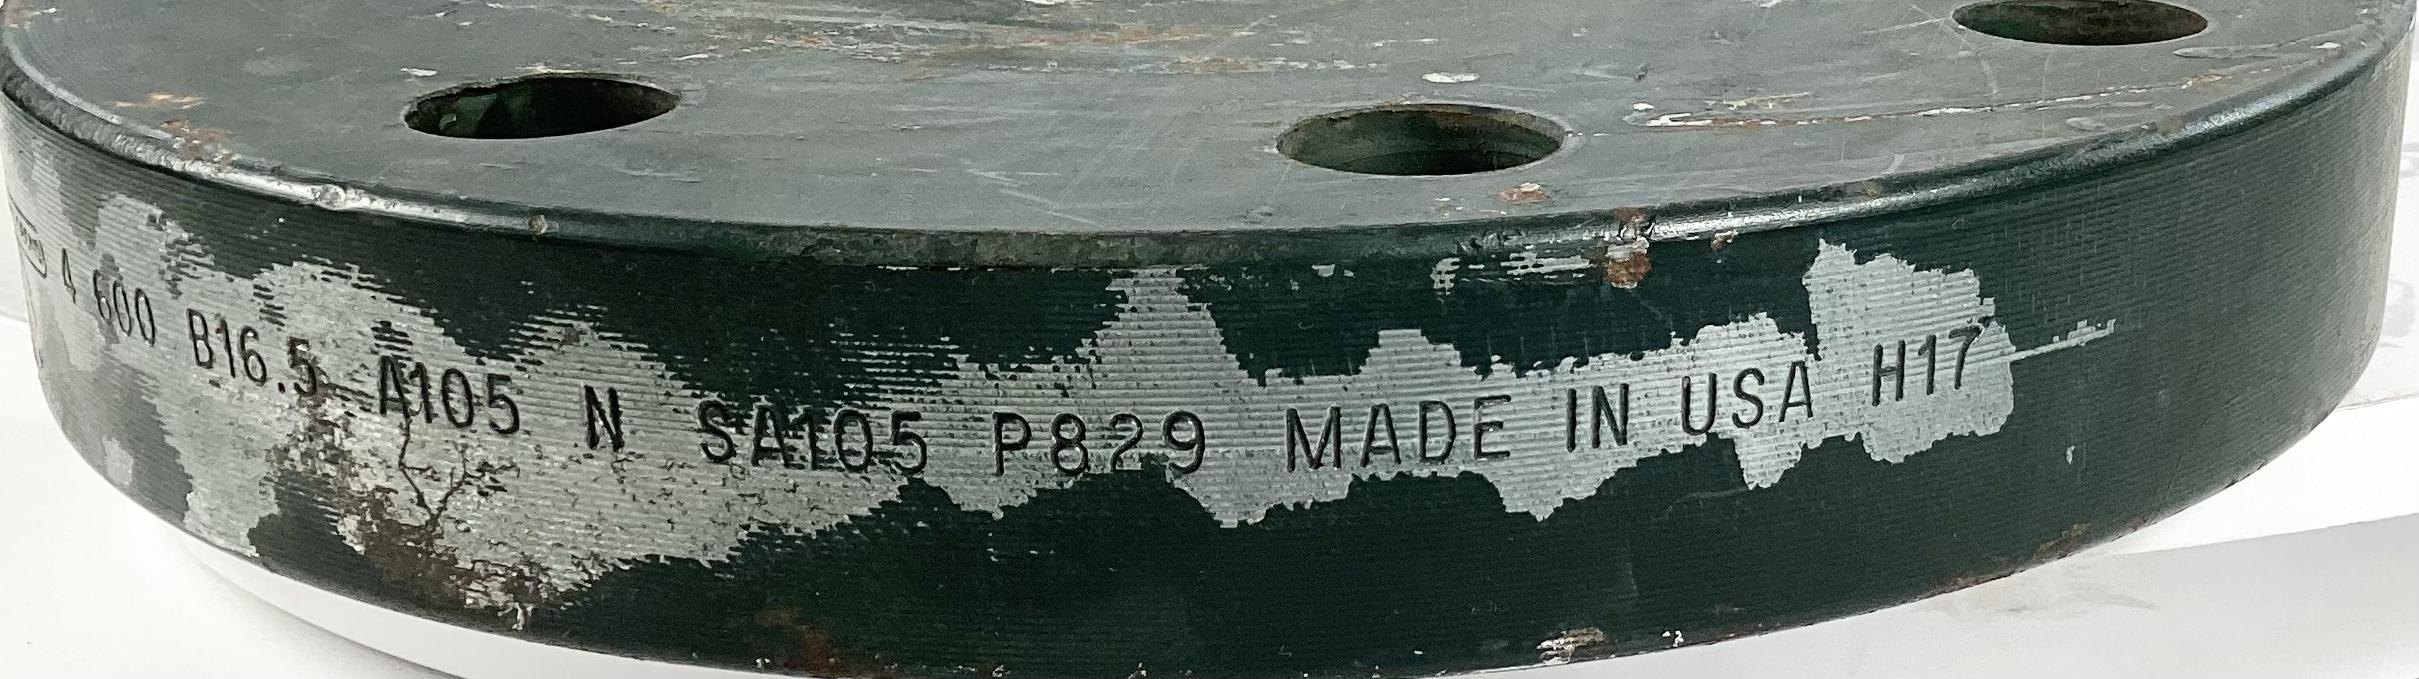 4 600 B16.5 A105 N SA105 P829 MADE IN USA H17